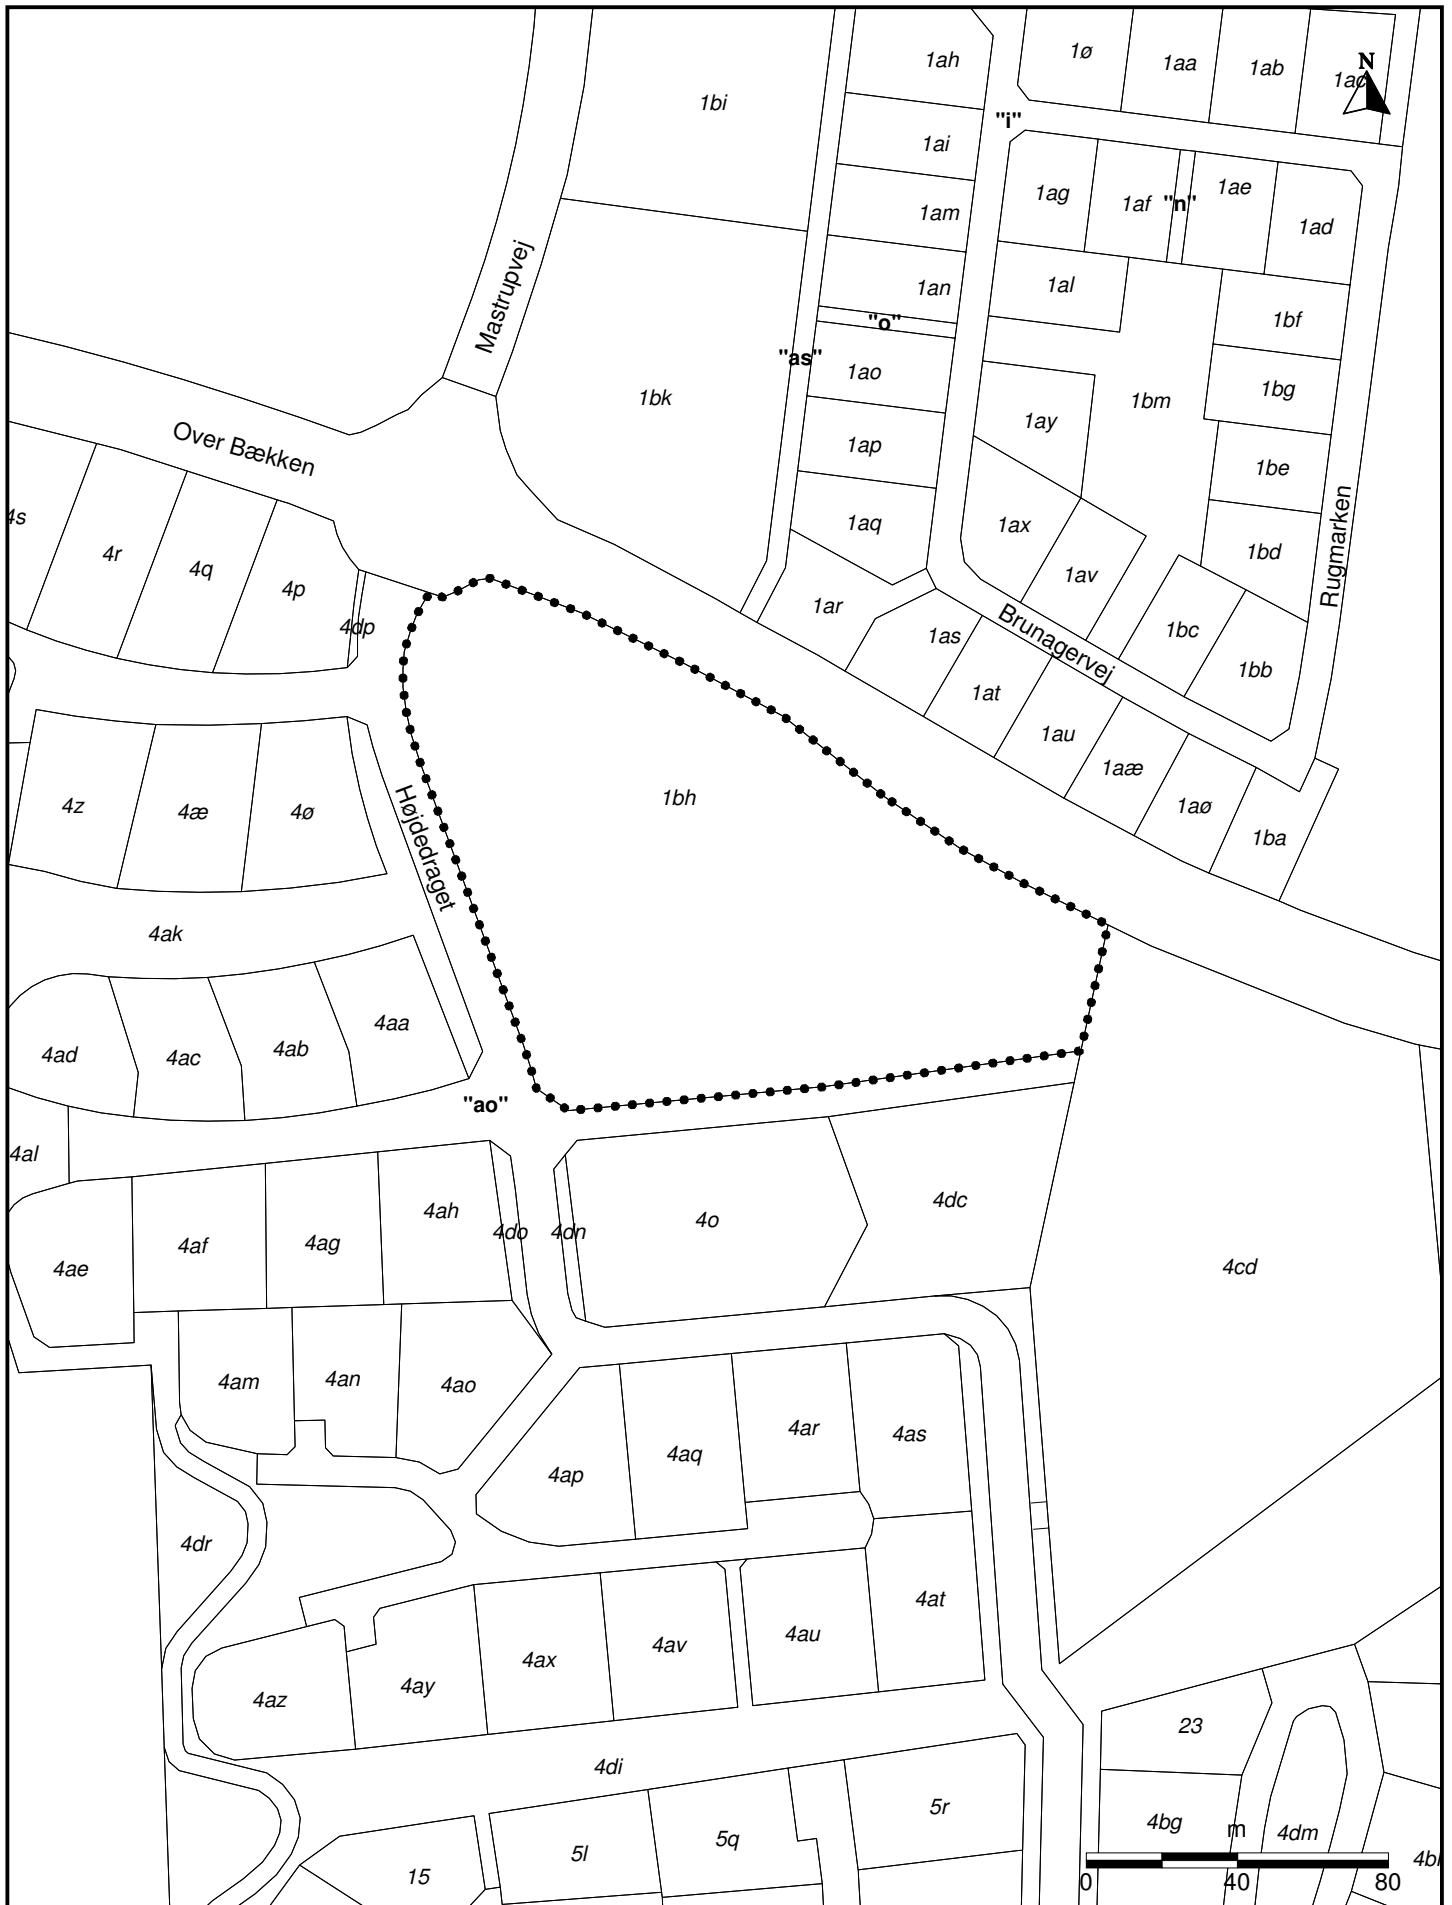 1ø
1aa
1ab
1ac
N
1ah
1bi
"i"
1ai
1ag
1af
"n"
1ae
1ad
1am
Mastrupvej
1an
1al
1bf
"o"
"as"
1ao
1bk
1bg
1bm
1ay
Over Bækken
1ap
1be
4s
4r
4q
4p
1aq
1ax
1bd
Rugmarken
1av
4dp
1ar
1as
Brunagervej
1bc
1bb
1at
1au
1aæ
1aø
1ba
4z
4æ
4ø
Højdedraget
1bh
4ak
4ad
4ac
4ab
4aa
"ao"
4al
4ae
4af
4ag
4ah
4do
4dn
4o
4dc
4cd
4am
4an
4ao
4ap
4aq
4ar
4as
4dr
4at
4az
4ay
4ax
4av
4au
4di
23
5r
4bg
m
4dm
15
5l
5q
0
40
80